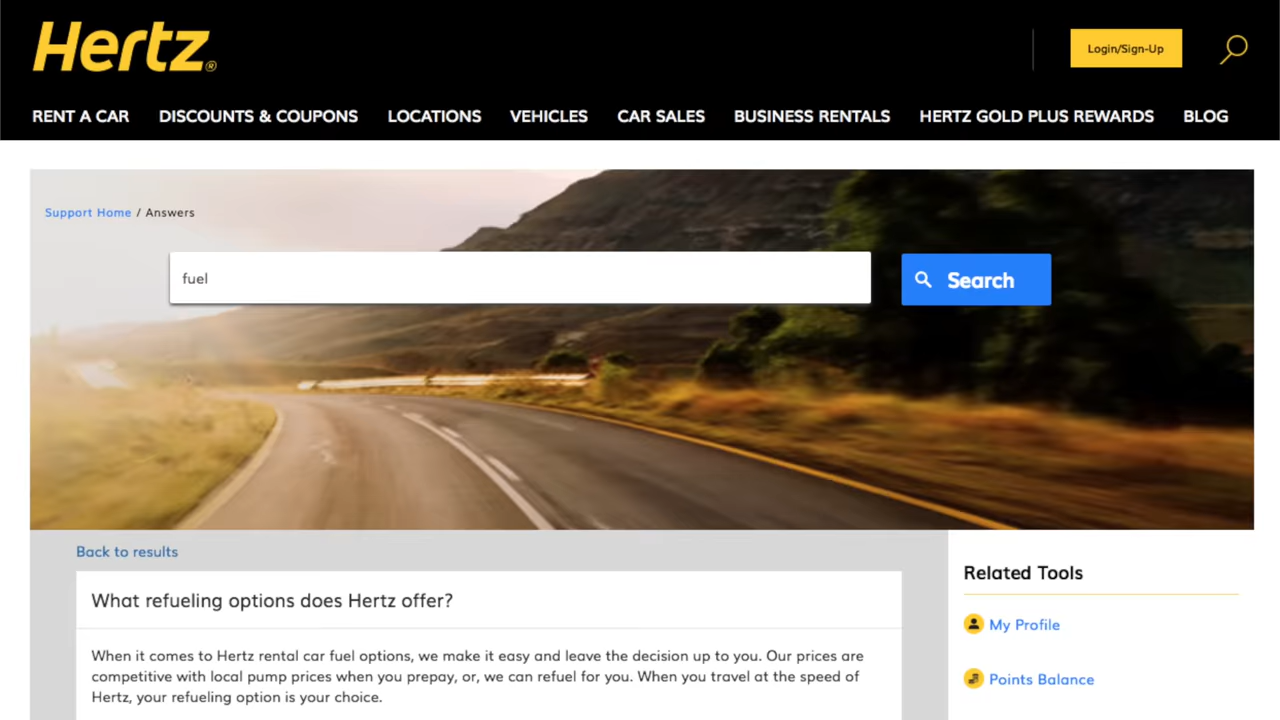 Hertz®
Login/Sign-Up
RENT A CAR DISCOUNTS & COUPONS LOCATIONS VEHICLES CAR SALES BUSINESS RENTALS HERTZ GOLD PLUS REWARDS BLOG
Support Home / Answers
fuel
Search
Back to results
What refueling options does Hertz offer?
When it comes to Hertz rental car fuel options, we make it easy and leave the decision up to you. Our prices are
competitive with local pump prices when you prepay, or, we can refuel for you. When you travel at the speed of
Hertz, your refueling option is your choice.
Related Tools
My Profile
Points Balance